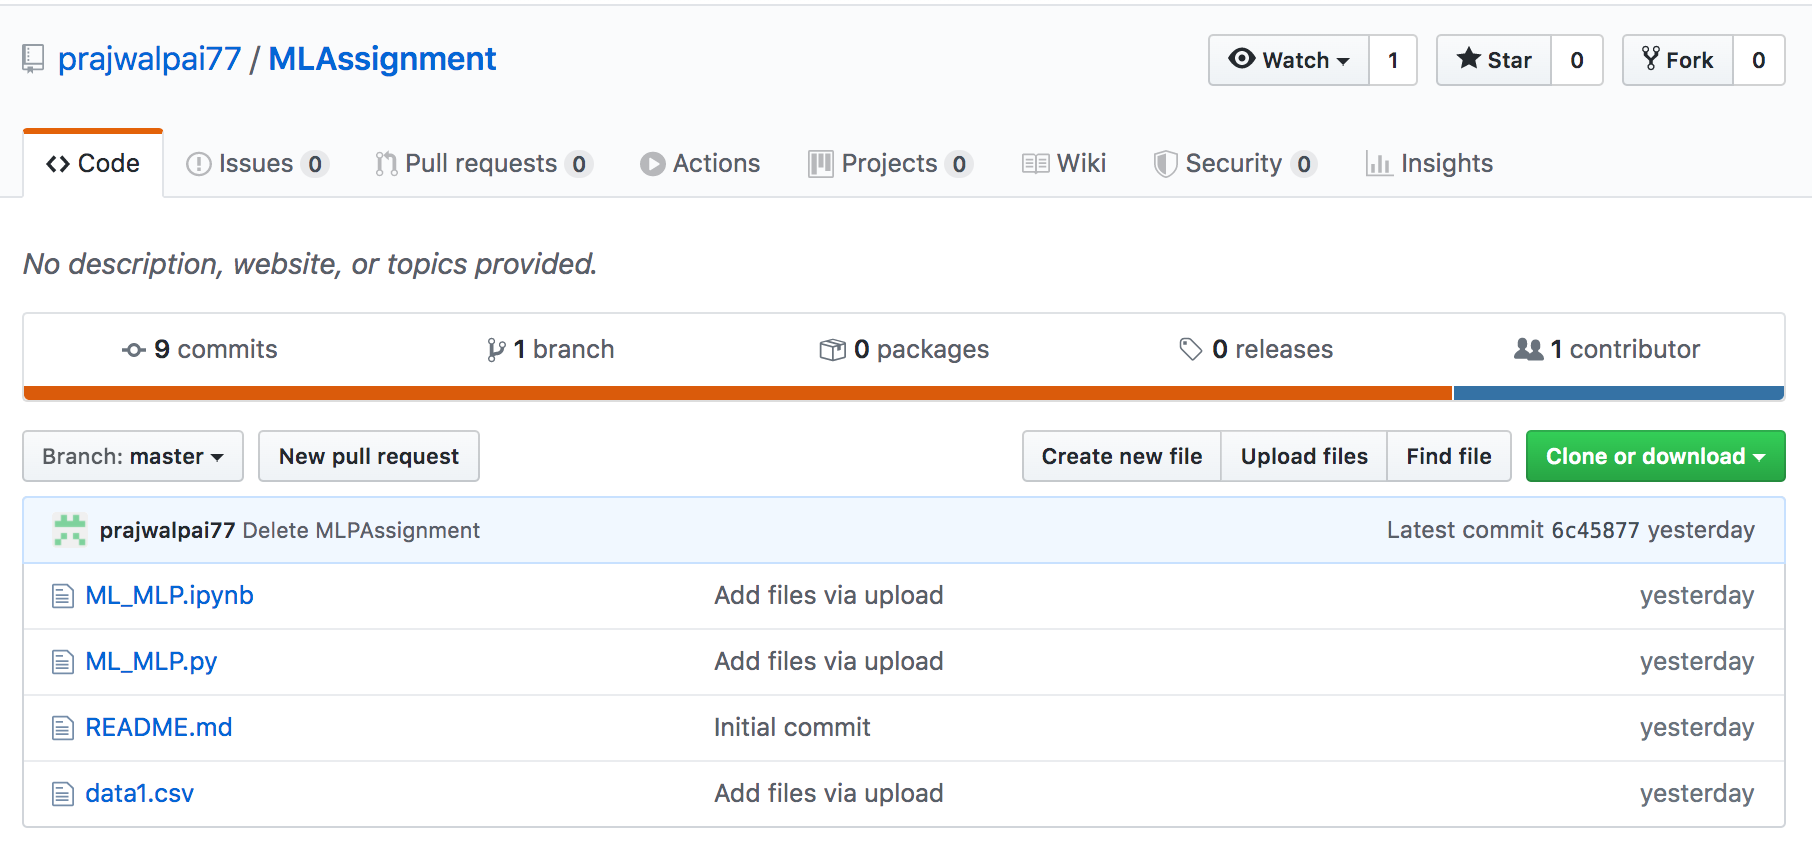 prajwalpai77 / MLAssignment
Watch 1 Star 0 Fork 0
Code Issues 0 Pull requests 0 Actions Projects 0 Wiki Security 0 Insights
No description, website, or topics provided.
9 commits 1 branch 0 packages 0 releases 1 contributor
Branch: master New pull request Create new file Upload files Find file Clone or download
prajwalpai77 Delete MLPAssignment Latest commit 6c45877 yesterday
ML_MLP.ipynb Add files via upload yesterday
ML_MLP.py Add files via upload yesterday
README.md Initial commit yesterday
data1.csv Add files via upload yesterday